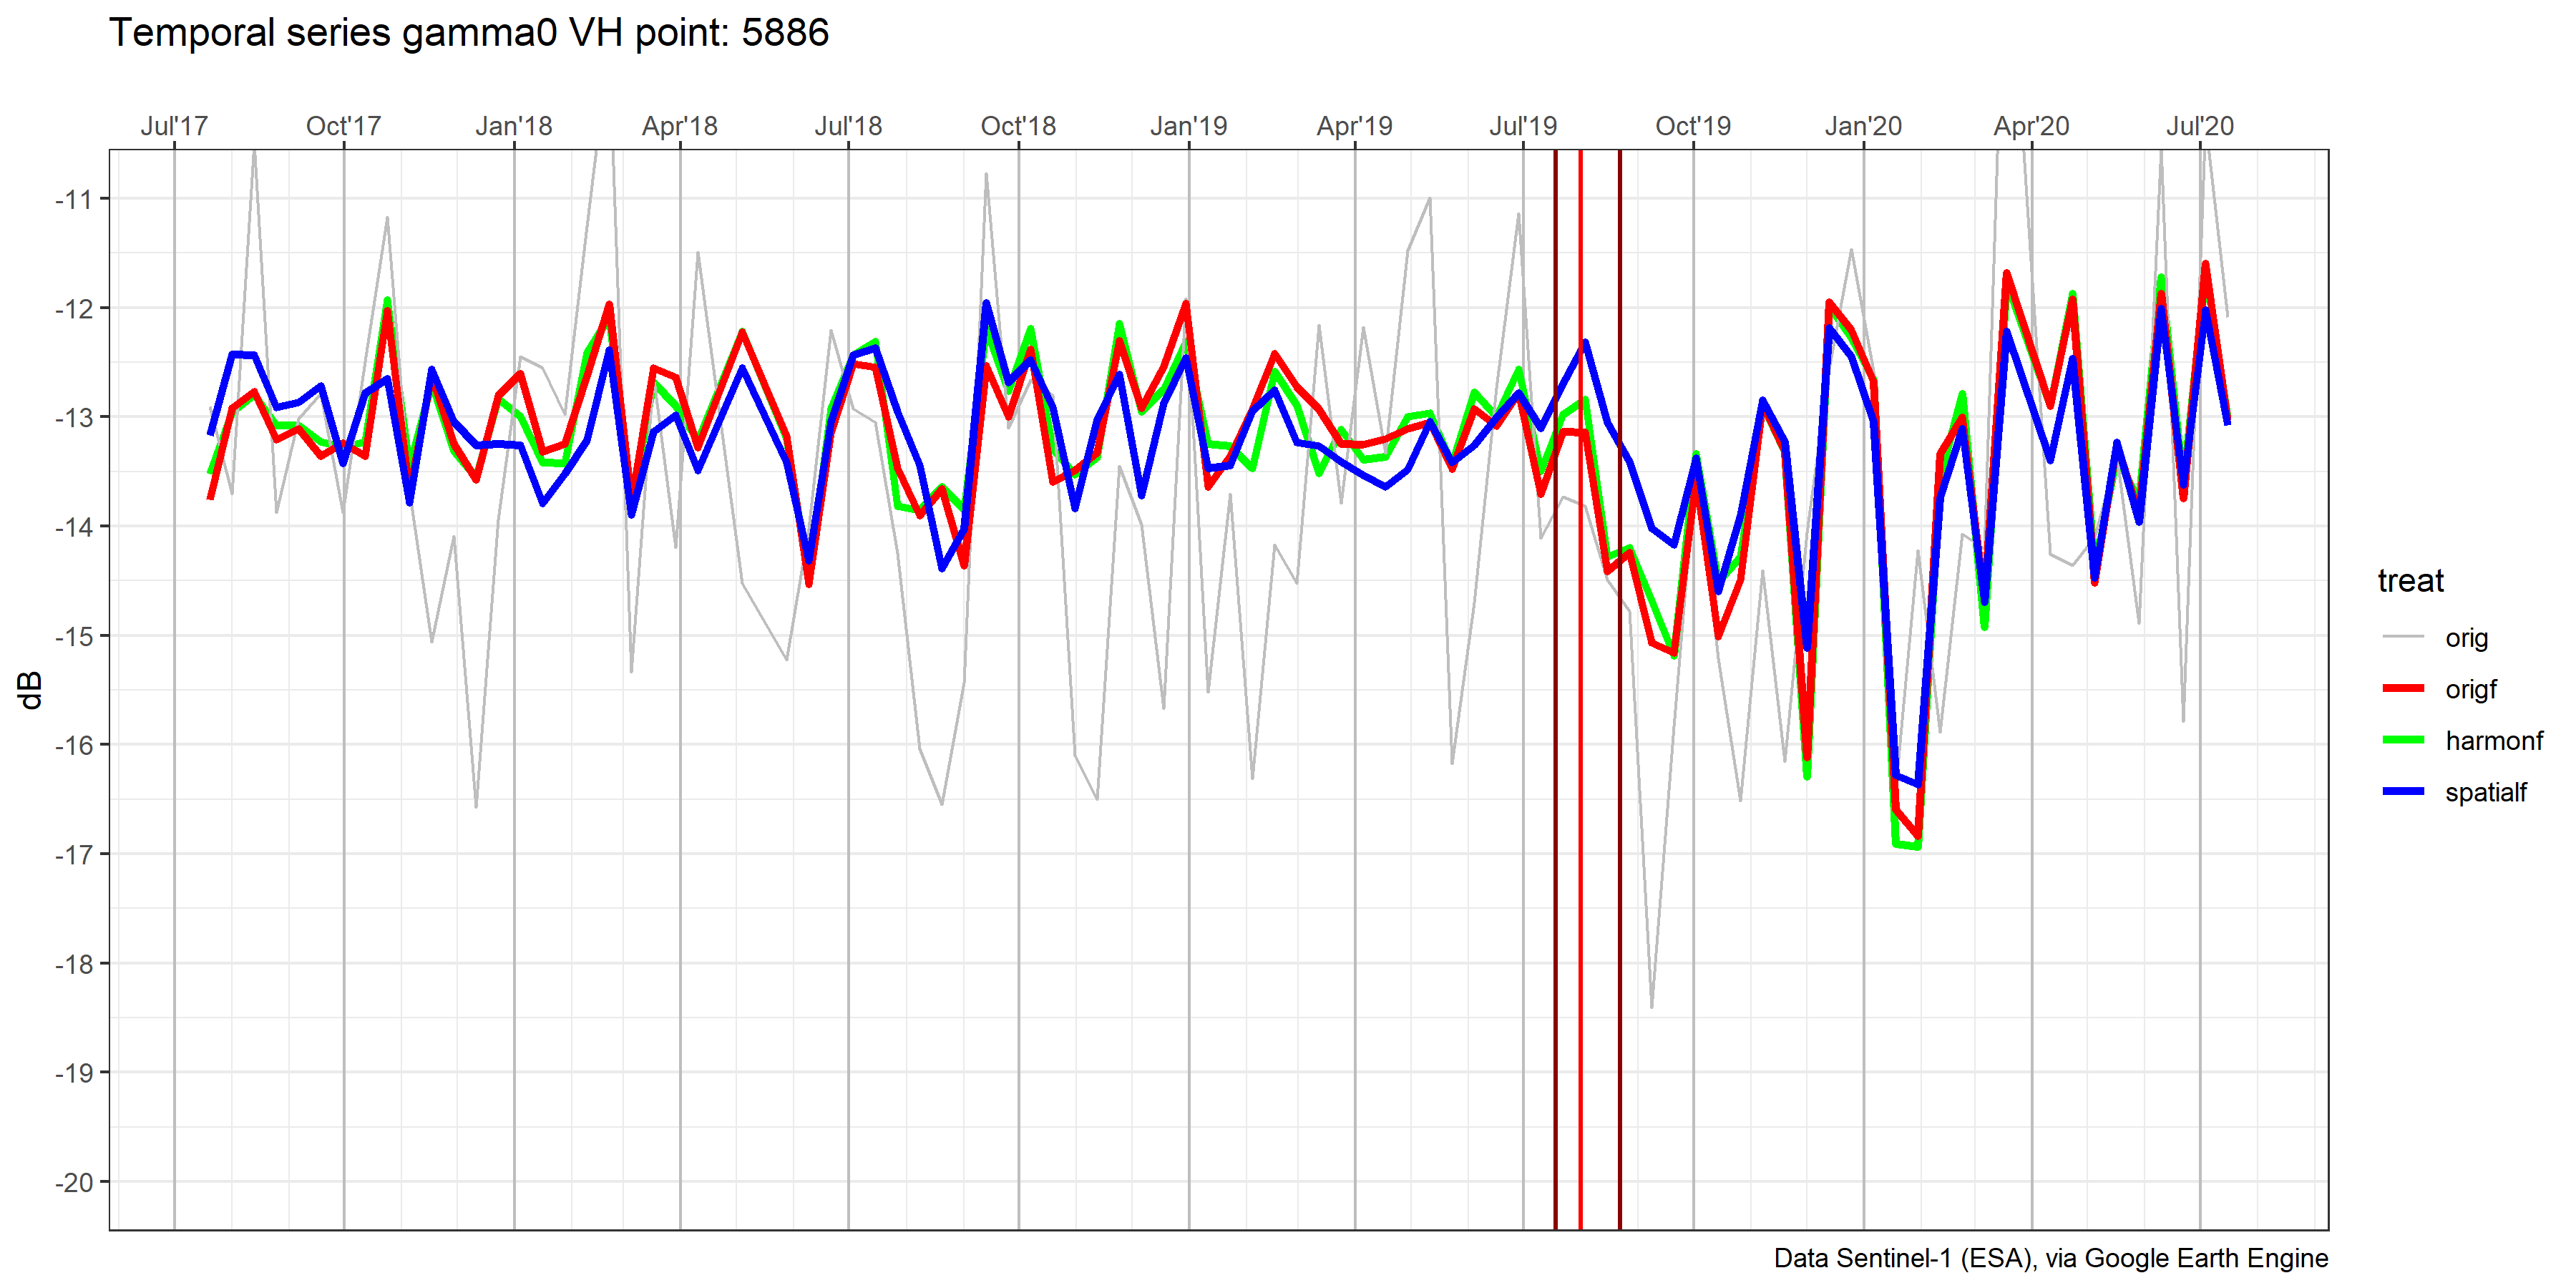 Temporal series gamma0 VH point: 5886
Jul'17 Oct'17 Jan'18 Apr'18 Jul'18 Oct'18 Jan'19 Apr'19 Jul'19 Oct'19 Jan'20 Apr'20 Jul'20
-11
-12
-13
-14
-15
-16
-17
-18
-19
-20
dB
treat
orig
origf
harmonf
spatialf
Data Sentinel-1 (ESA), via Google Earth Engine